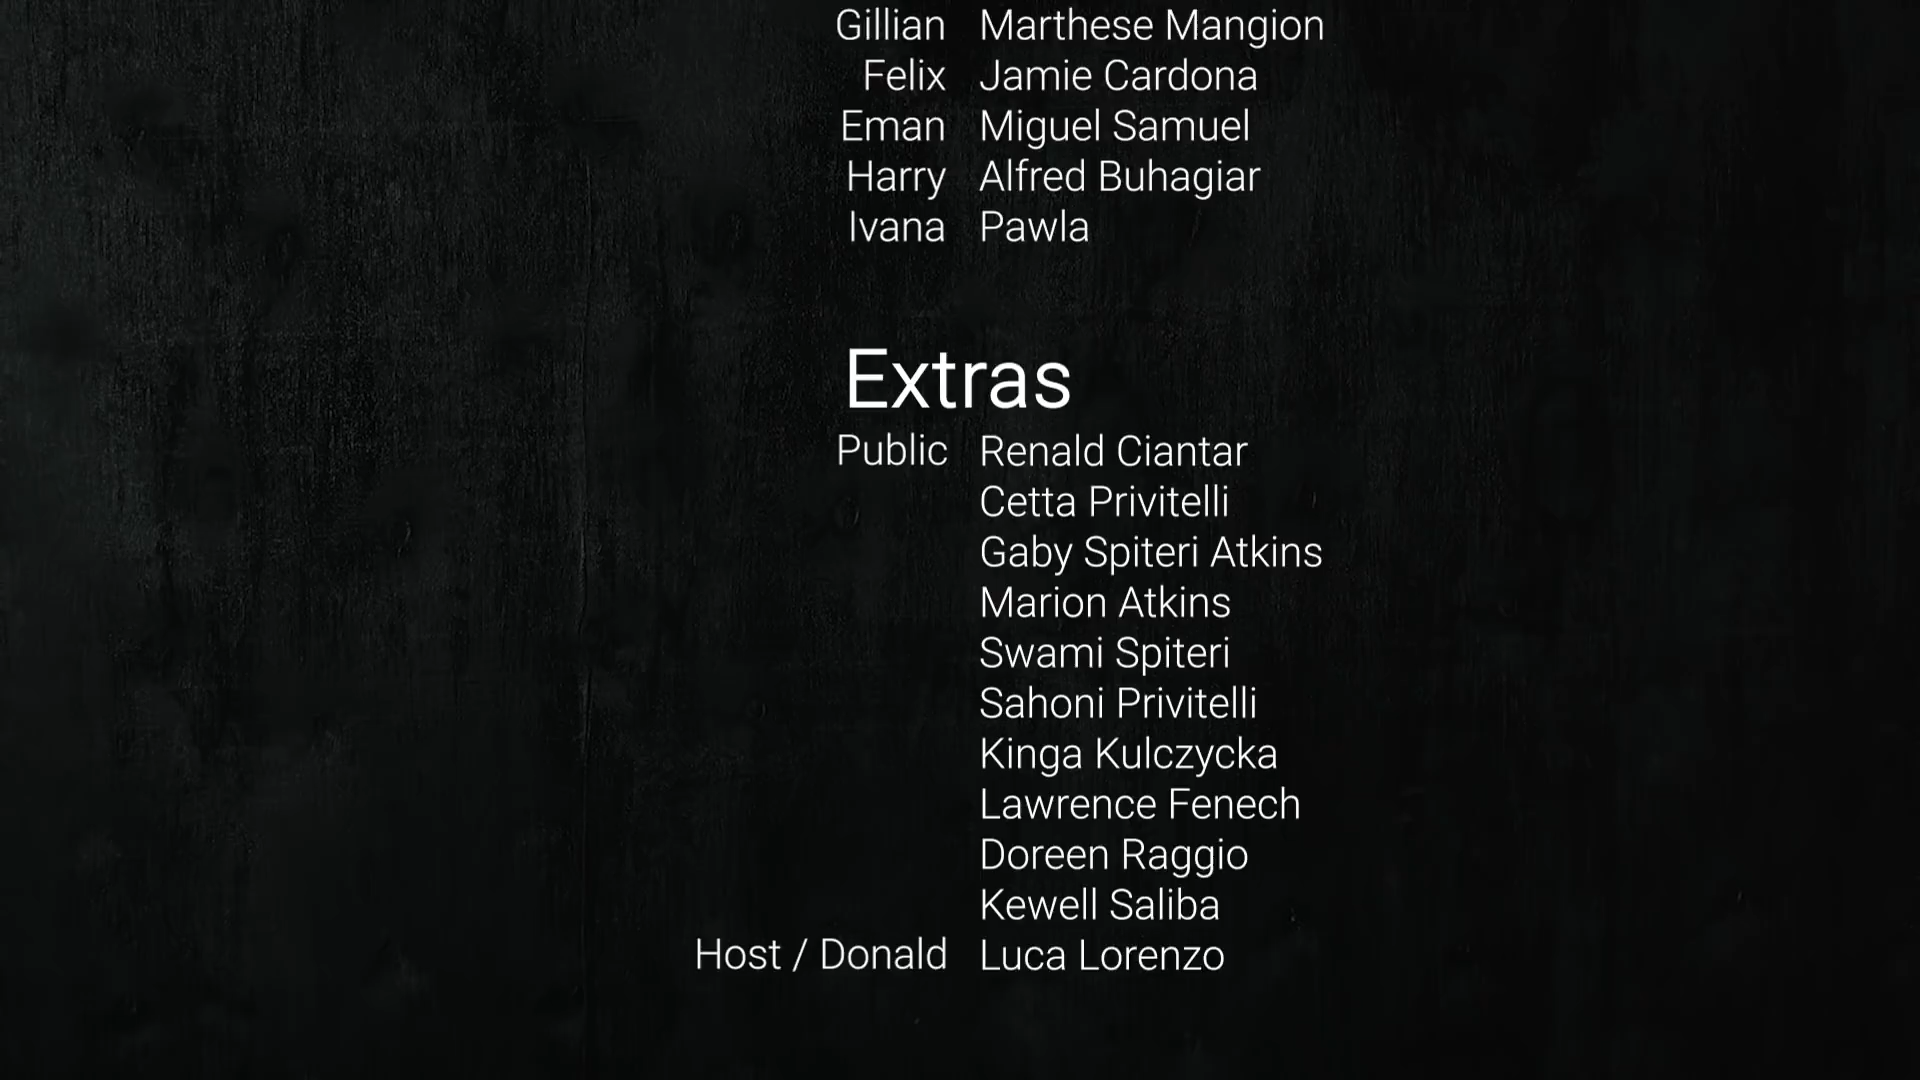 Gillian Marthese Mangion
Felix Jamie Cardona
Eman Miguel Samuel
Harry Alfred Buhagiar
Ivana Pawla
Extras
Public Renald Ciantar
Cetta Privitelli
Gaby Spiteri Atkins
Marion Atkins
Swami Spiteri
Sahoni Privitelli
Kinga Kulczycka
Lawrence Fenech
Doreen Raggio
Kewell Saliba
Host / Donald Luca Lorenzo